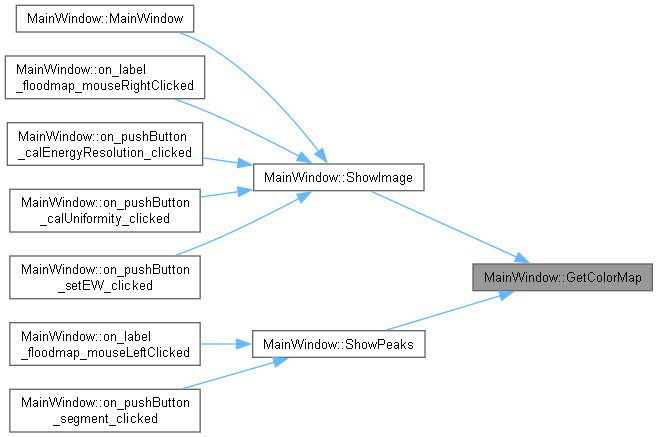 MainWindow::MainWindow
MainWindow::on_label
_floodmap_mouseRightClicked
MainWindow::on_pushButton
_calEnergyResolution_clicked
MainWindow::ShowImage
MainWindow::on_pushButton
_calUniformity_clicked
MainWindow::on_pushButton
_setEW_clicked
MainWindow::GetColorMap
MainWindow::on_label
_floodmap_mouseLeftClicked
MainWindow::ShowPeaks
MainWindow::on_pushButton
_segment_clicked